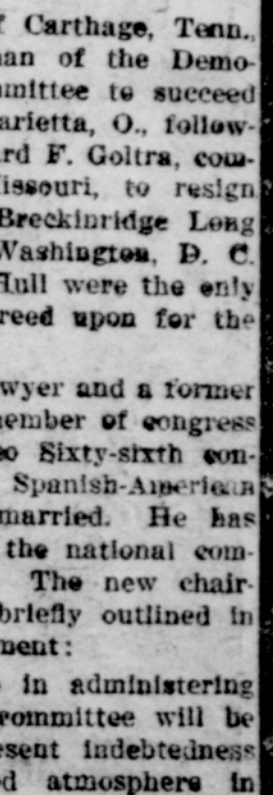 f Carthage, Tenn.,
an of the Demo-
mmittee to succeed
arietta, O., follow-
rd F. Goltra, com-
issouri, to resign
Breckinridge Long
Washington, D. C.
Hull were the only
reed upon for the
wyer and a former
nember of congress
o Sixty-sixth con-
Spanish-American
married. He has
the national com-
The new chair-
briefly outlined in
ment:
in administering
committee will be
esent indebtedness
d atmosphere in